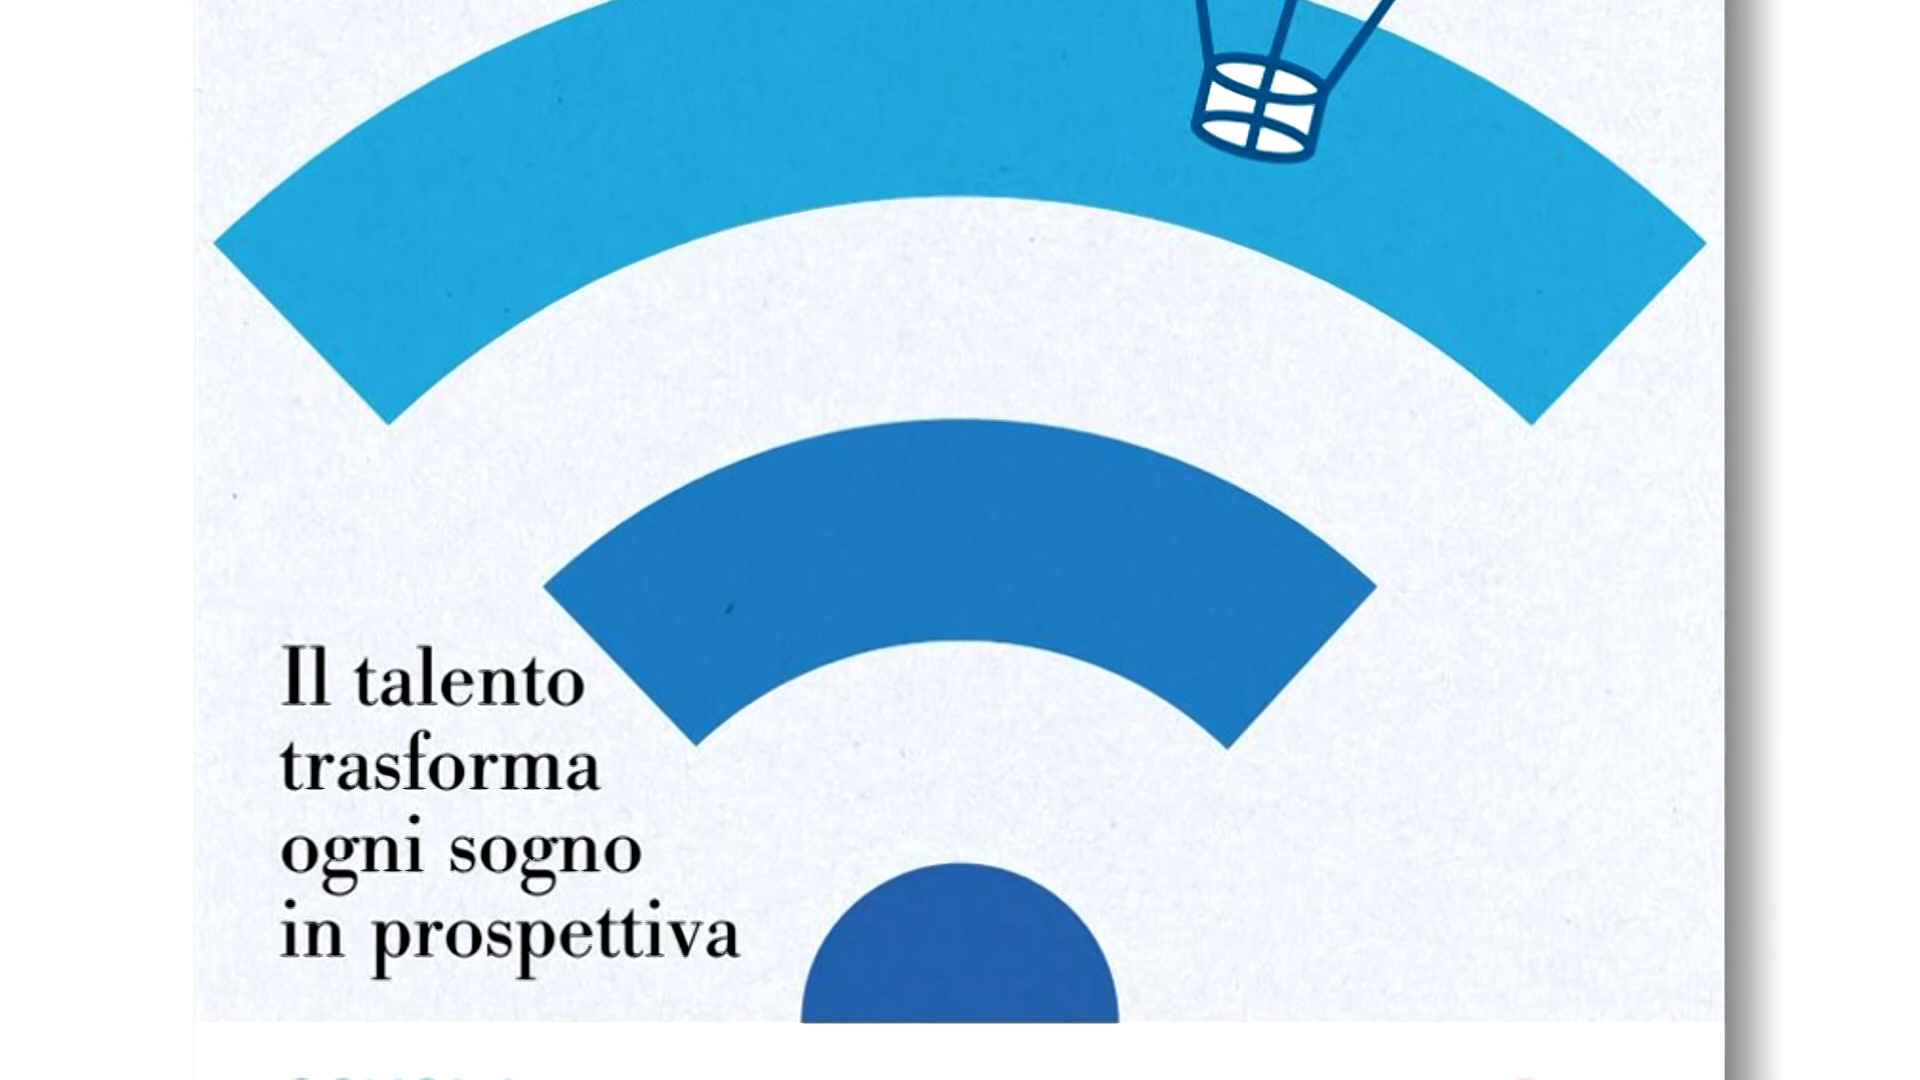 Il talento
trasforma
ogni sogno
in prospettiva